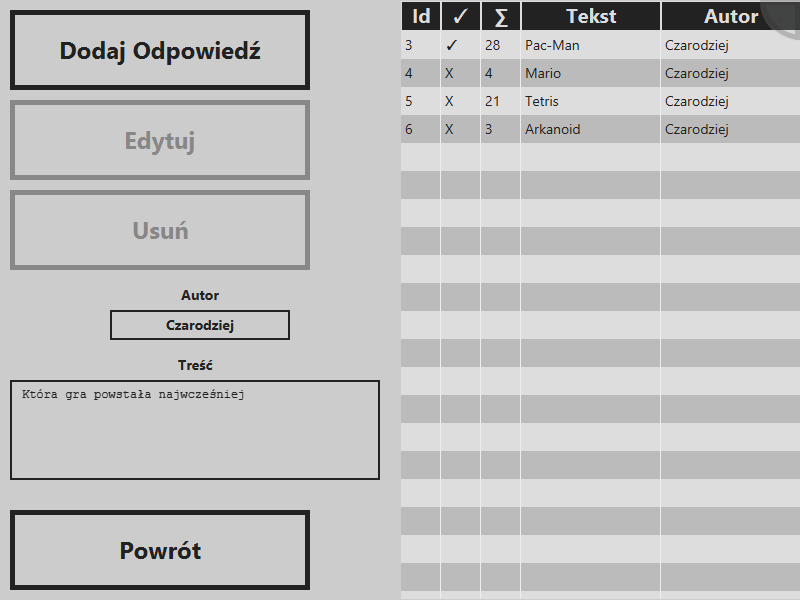 Dodaj Odpowiedź
Edytuj
Usuń
Autor
Czarodziej
Treść
Która gra powstała najwcześniej
Powrót
Id ✓ ∑ Tekst Autor
3 ✓ 28 Pac-Man Czarodziej
4 X 4 Mario Czarodziej
5 X 21 Tetris Czarodziej
6 X 3 Arkanoid Czarodziej